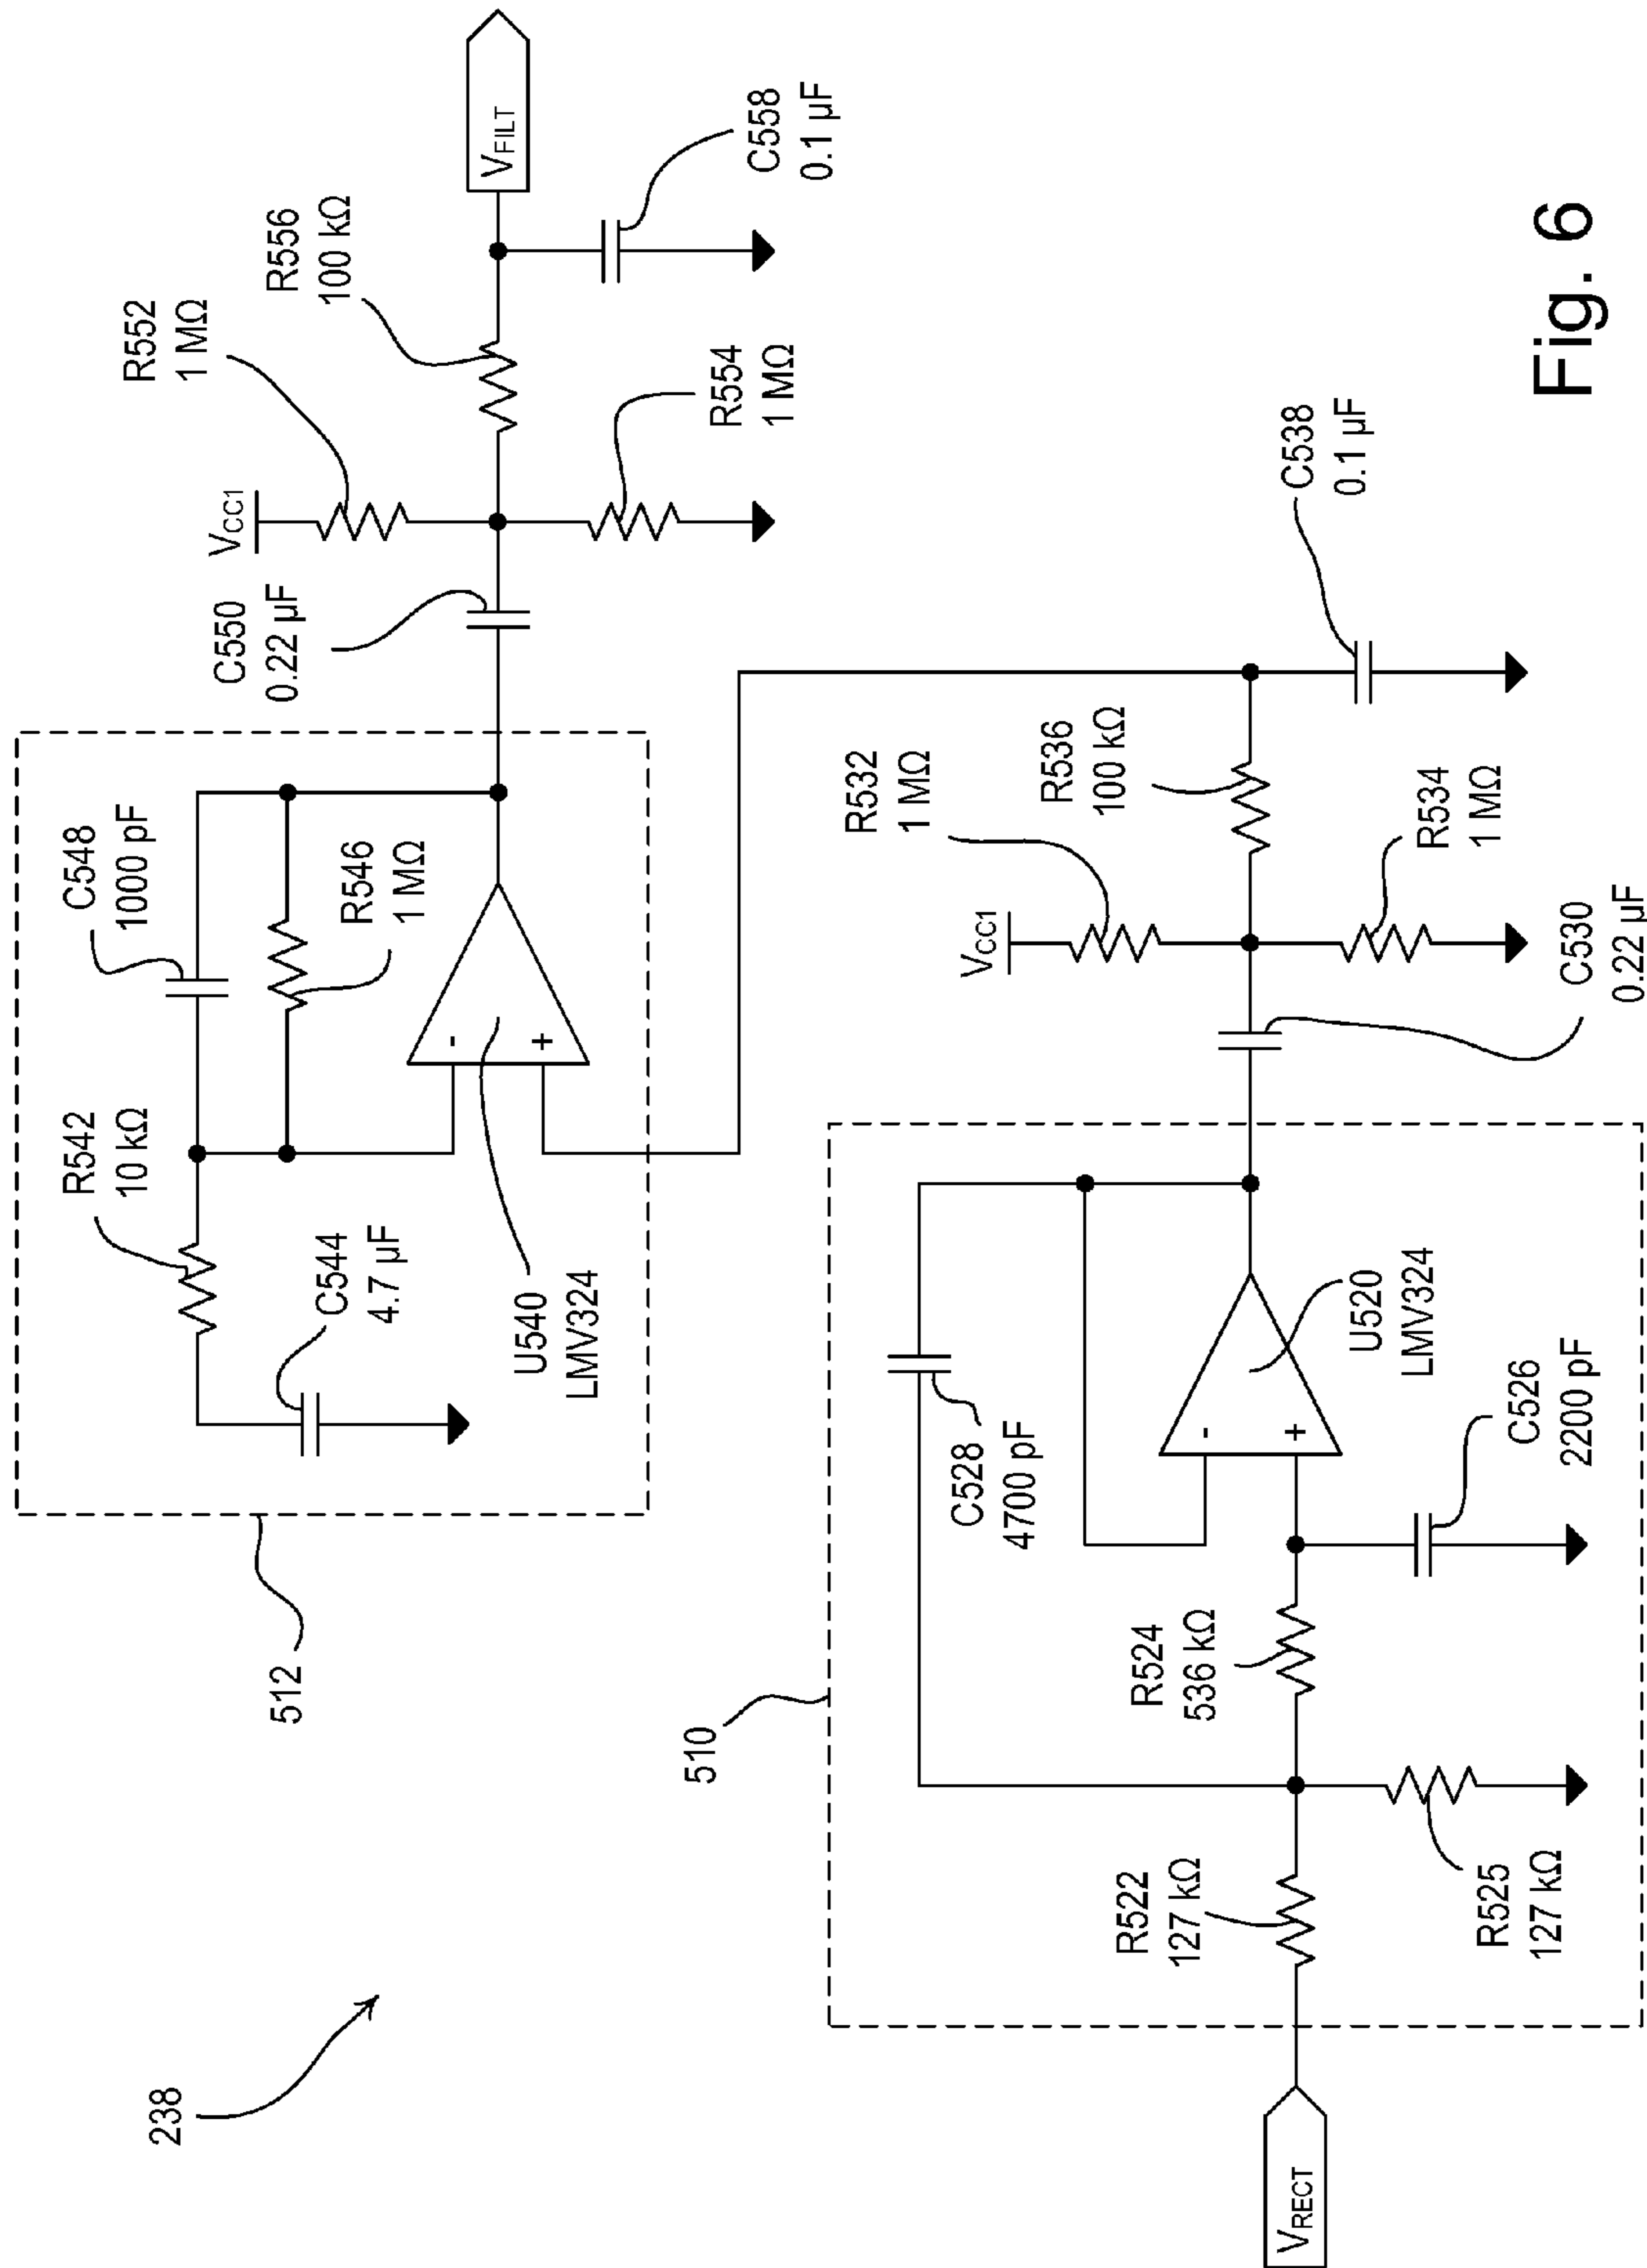 238
512
R542
10 kΩ
C548
1000 pF
C544
4.7 µF
R546
1 MΩ
-
+
U540
LMV324
C550
0.22 µF
VCC1
R552
1 MΩ
R554
1 MΩ
R556
100 kΩ
VFILT
C558
0.1 µF
510
VRECT
R522
127 kΩ
R525
127 kΩ
R524
536 kΩ
C528
4700 pF
-
+
C526
2200 pF
U520
LMV324
VCC1
R532
1 MΩ
R536
100 kΩ
R534
1 MΩ
C530
0.22 µF
C538
0.1 µF
Fig. 6